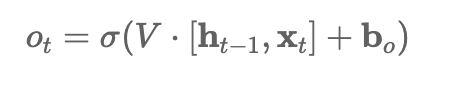 o_t = σ(V · [h_{t−1}, x_t] + b_o)